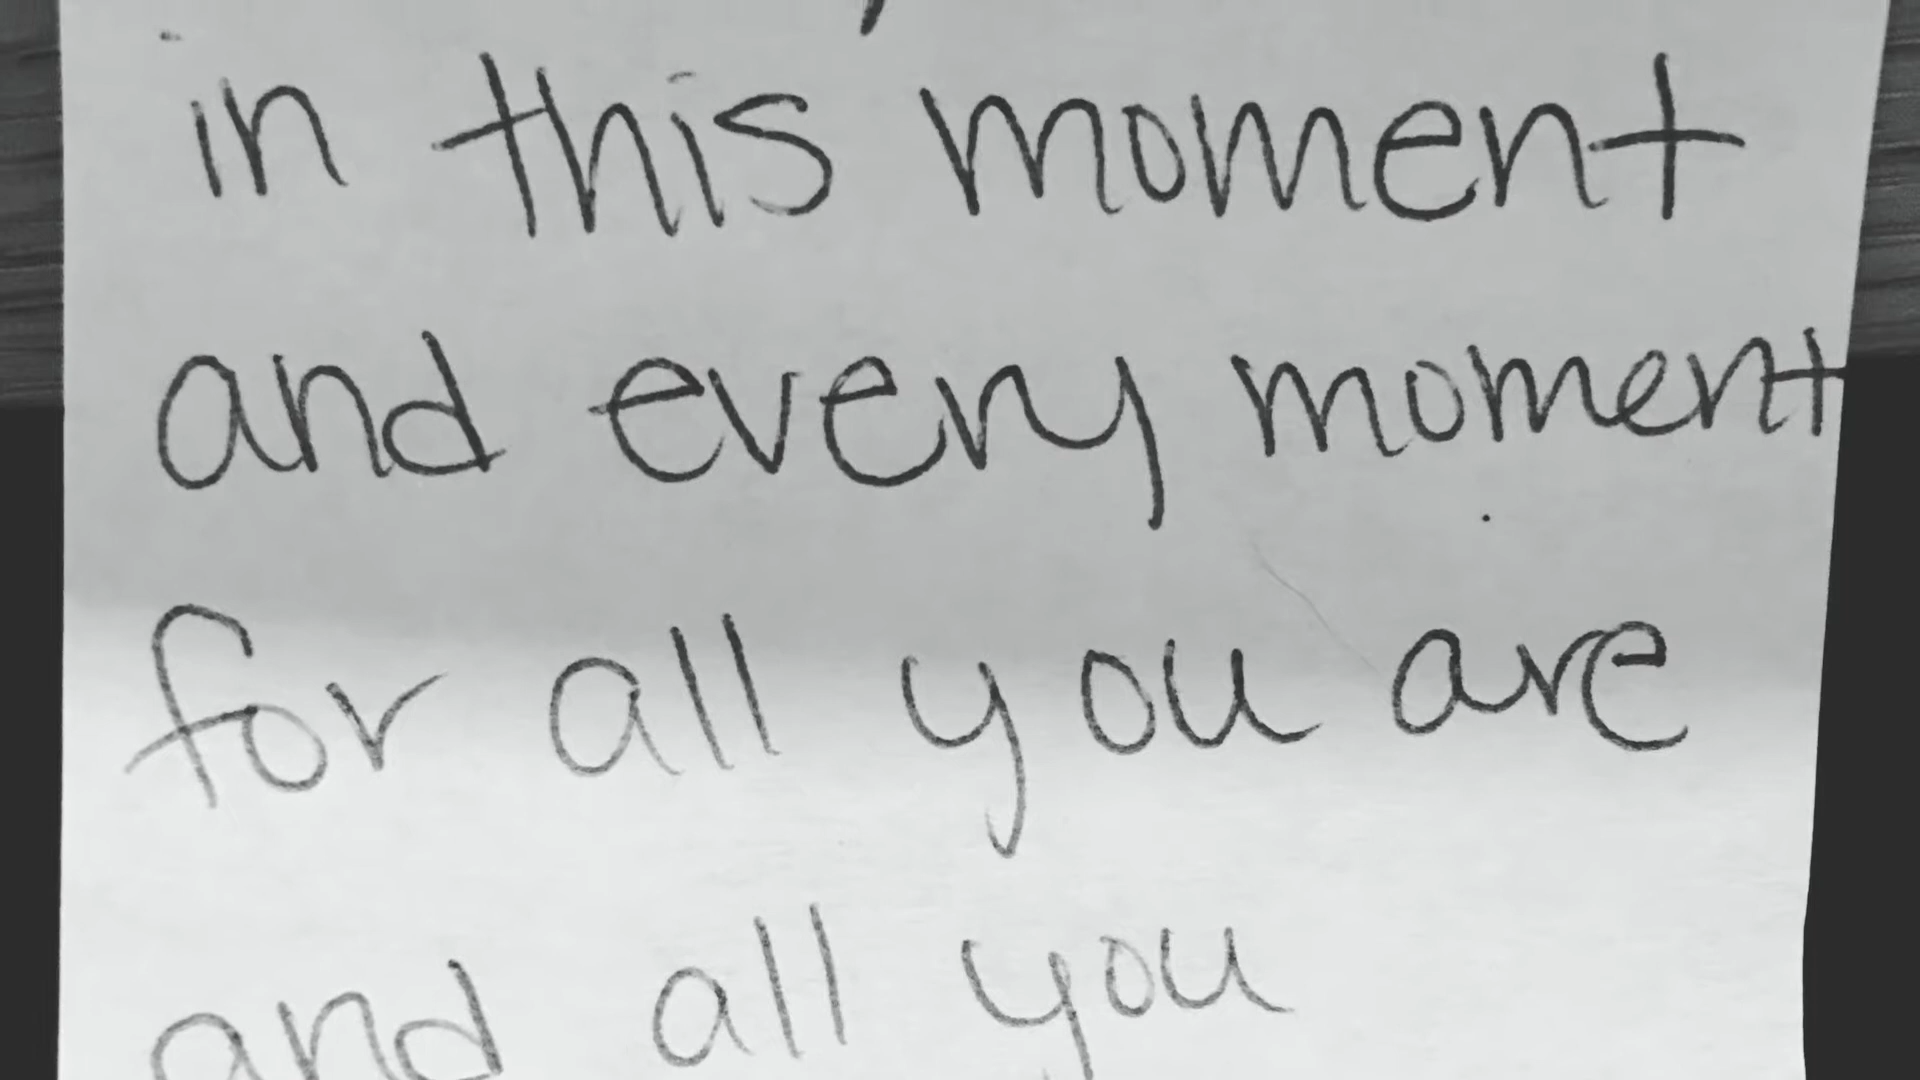 in this moment
and every moment
for all you are
and all you